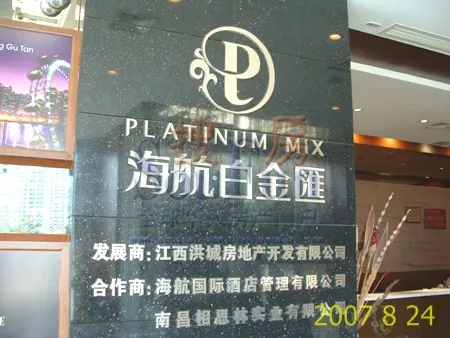 g Gu Tan
P
PLATINUM MIX
海航·白金匯
发展商:江西洪城房地产开发有限公司
合作商:海航国际酒店管理有限公司
南昌相思林实业有限公司
2007 8 24